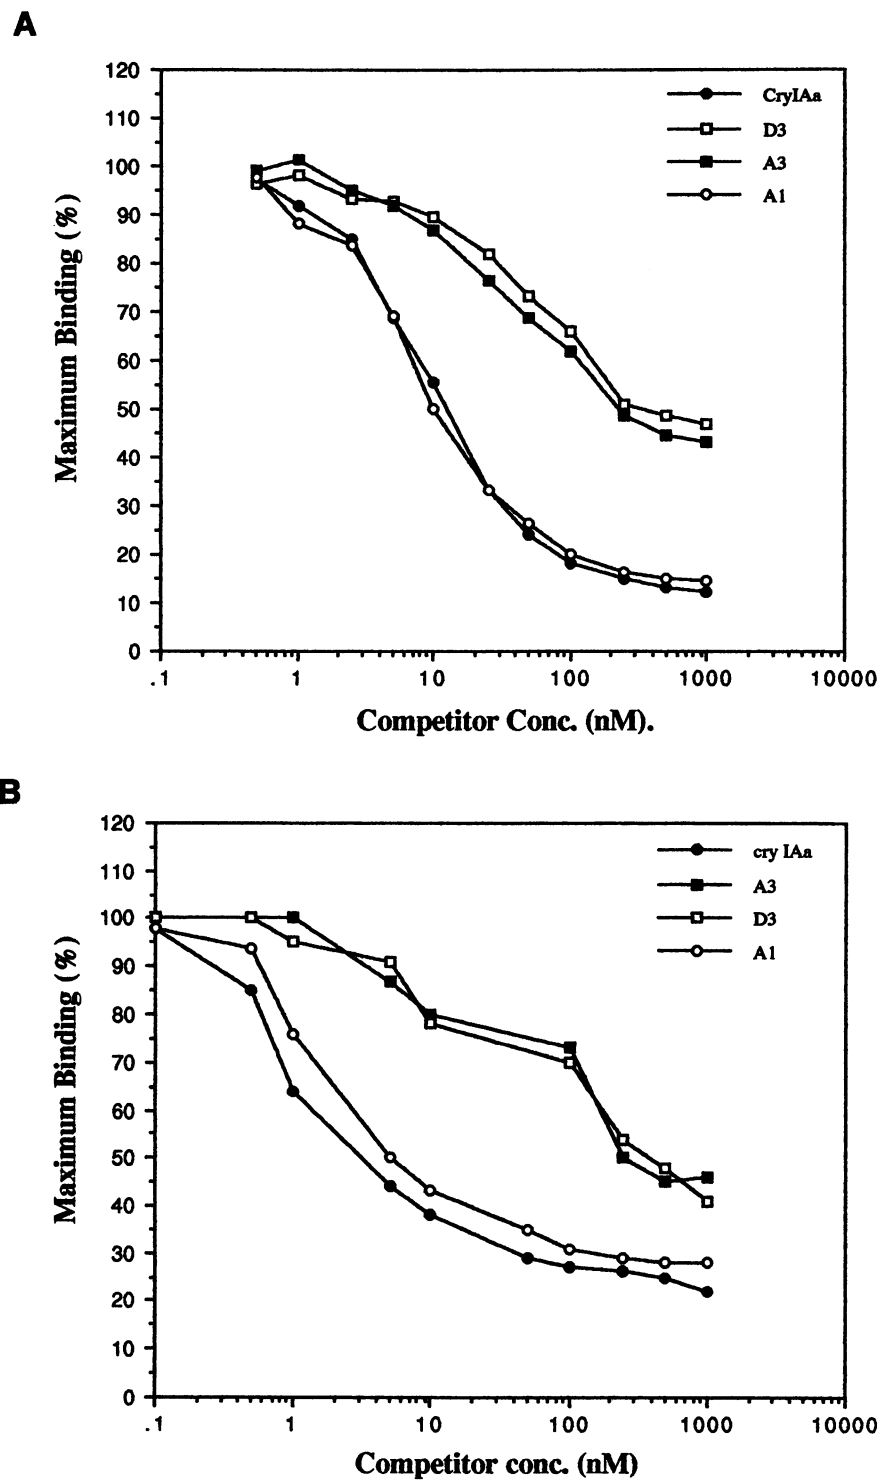 A
120
110
100
90
80
70
60
50
40
30
20
10
0
Maximum Binding (%)
CryIAa
D3
A3
A1
.1 1 10 100 1000 10000
Competitor Conc. (nM).
B
120
110
100
90
80
70
60
50
40
30
20
10
0
Maximum Binding (%)
cry IAa
A3
D3
A1
.1 1 10 100 1000 10000
Competitor conc. (nM)